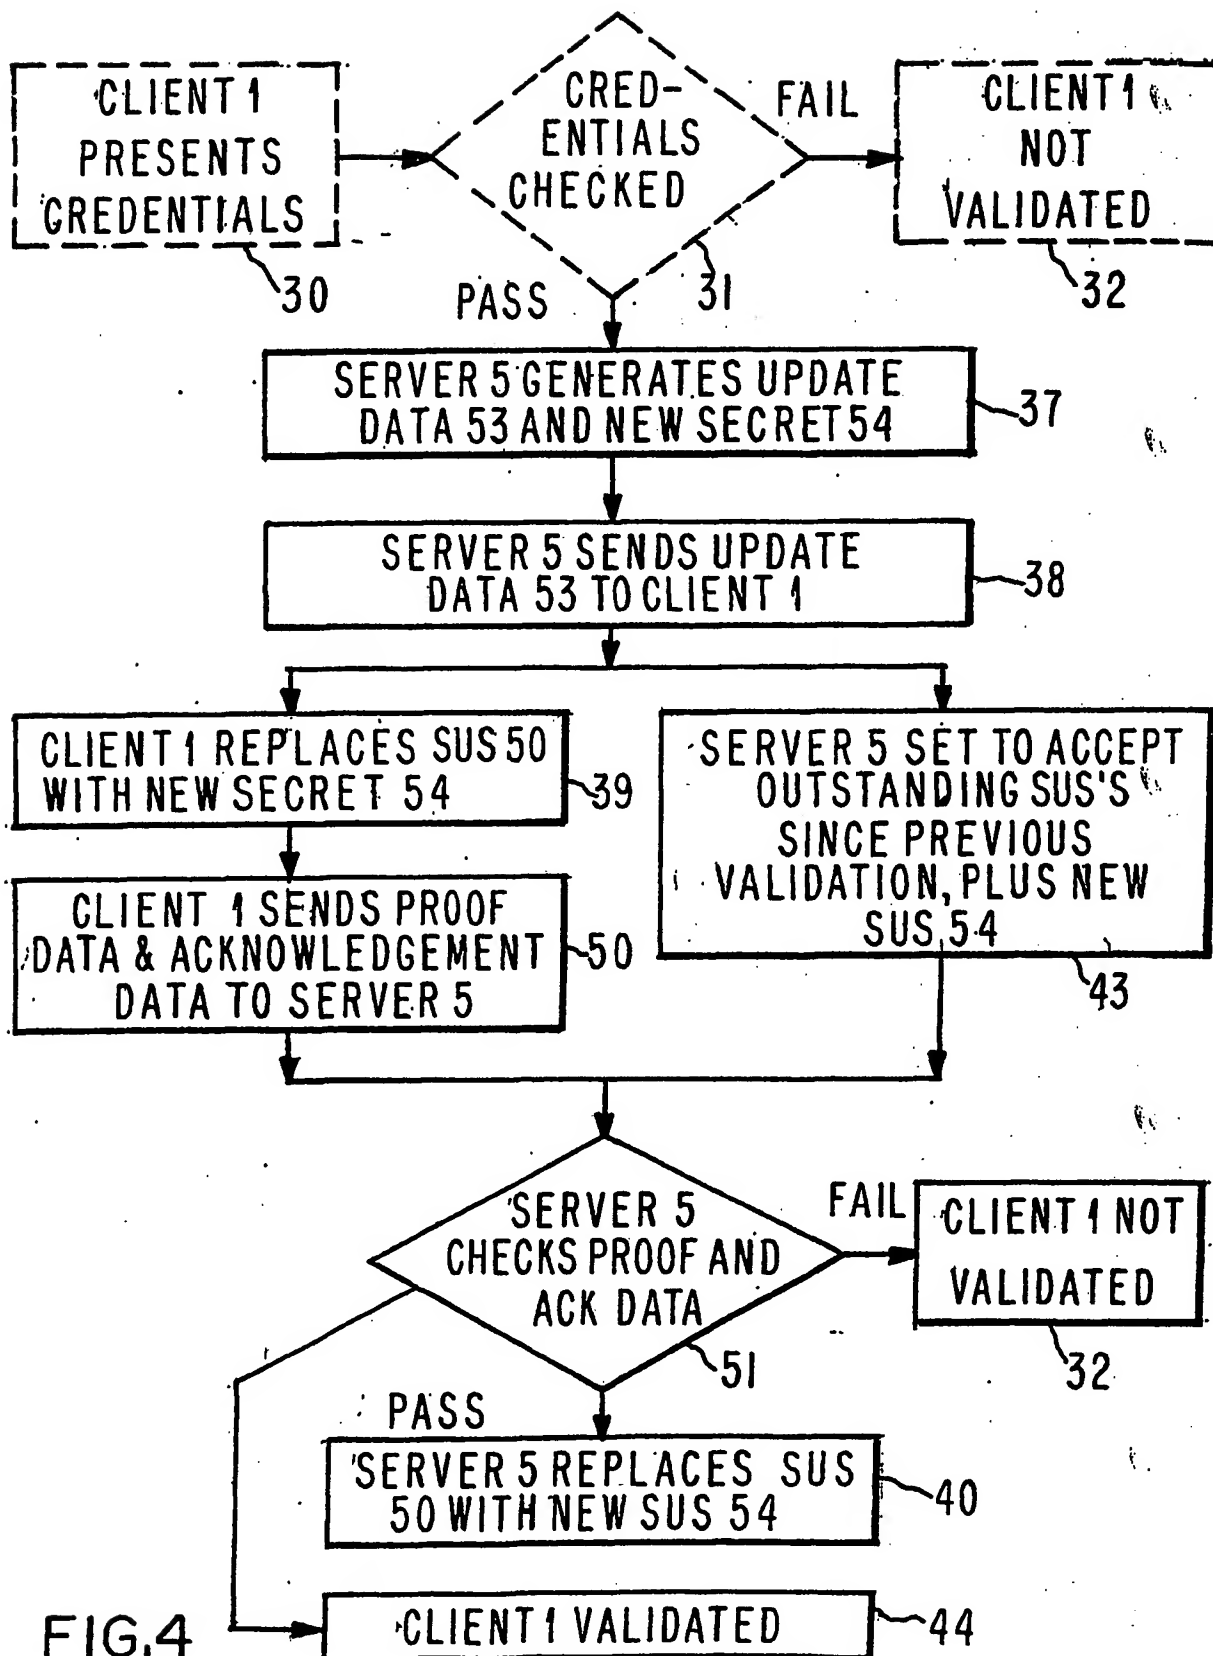 CLIENT 1
PRESENTS
CREDENTIALS
30
CRED-
ENTIALS
CHECKED
31
FAIL
CLIENT 1
NOT
VALIDATED
32
PASS
SERVER 5 GENERATES UPDATE
DATA 53 AND NEW SECRET 54
37
SERVER 5 SENDS UPDATE
DATA 53 TO CLIENT 1
38
CLIENT 1 REPLACES SUS 50
WITH NEW SECRET 54
39
CLIENT 1 SENDS PROOF
DATA & ACKNOWLEDGEMENT
DATA TO SERVER 5
50
SERVER 5 SET TO ACCEPT
OUTSTANDING SUS'S
SINCE PREVIOUS
VALIDATION, PLUS NEW
SUS 54
43
SERVER 5
CHECKS PROOF AND
ACK DATA
51
FAIL
CLIENT 1 NOT
VALIDATED
32
PASS
SERVER 5 REPLACES SUS
50 WITH NEW SUS 54
40
CLIENT 1 VALIDATED
44
FIG.4